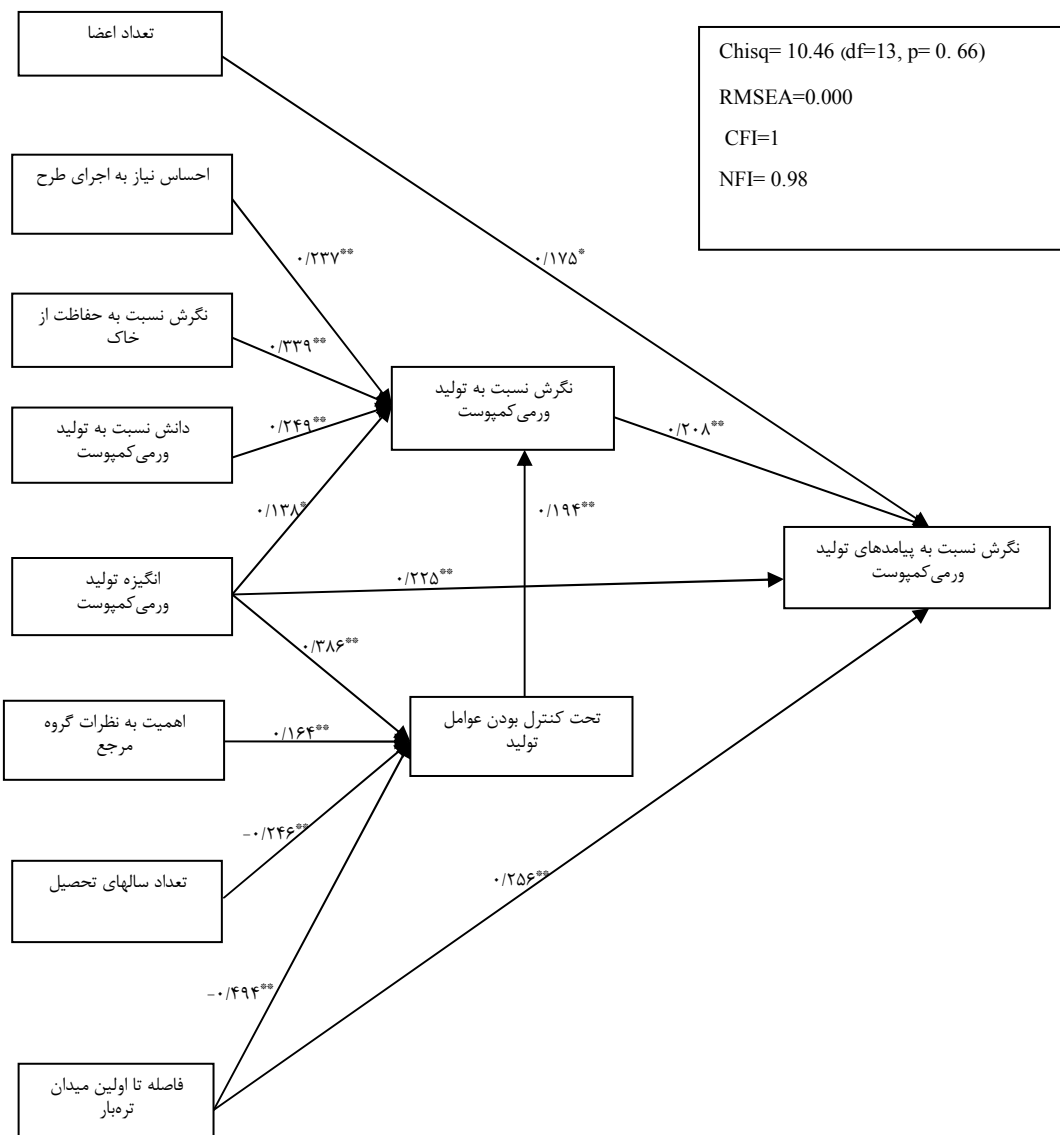 تعداد اعضا
Chisq= 10.46 (df=13, p= 0. 66)
RMSEA=0.000
CFI=1
NFI= 0.98
احساس نیاز به اجرای طرح
۰/۲۳۷**
۰/۱۷۵*
نگرش نسبت به حفاظت از
خاک
۰/۳۳۹**
نگرش نسبت به تولید
ورمی‌کمپوست
دانش نسبت به تولید
ورمی‌کمپوست
۰/۲۴۹**
۰/۲۰۸**
۰/۱۳۸*
۰/۱۹۴**
نگرش نسبت به پیامدهای تولید
ورمی‌کمپوست
انگیزه تولید
ورمی‌کمپوست
۰/۲۲۵**
۰/۳۸۶**
اهمیت به نظرات گروه
مرجع
۰/۱۶۴**
تحت کنترل بودن عوامل
تولید
-۰/۲۴۶**
تعداد سالهای تحصیل
۰/۲۵۶**
-۰/۴۹۴**
فاصله تا اولین میدان
تره‌بار